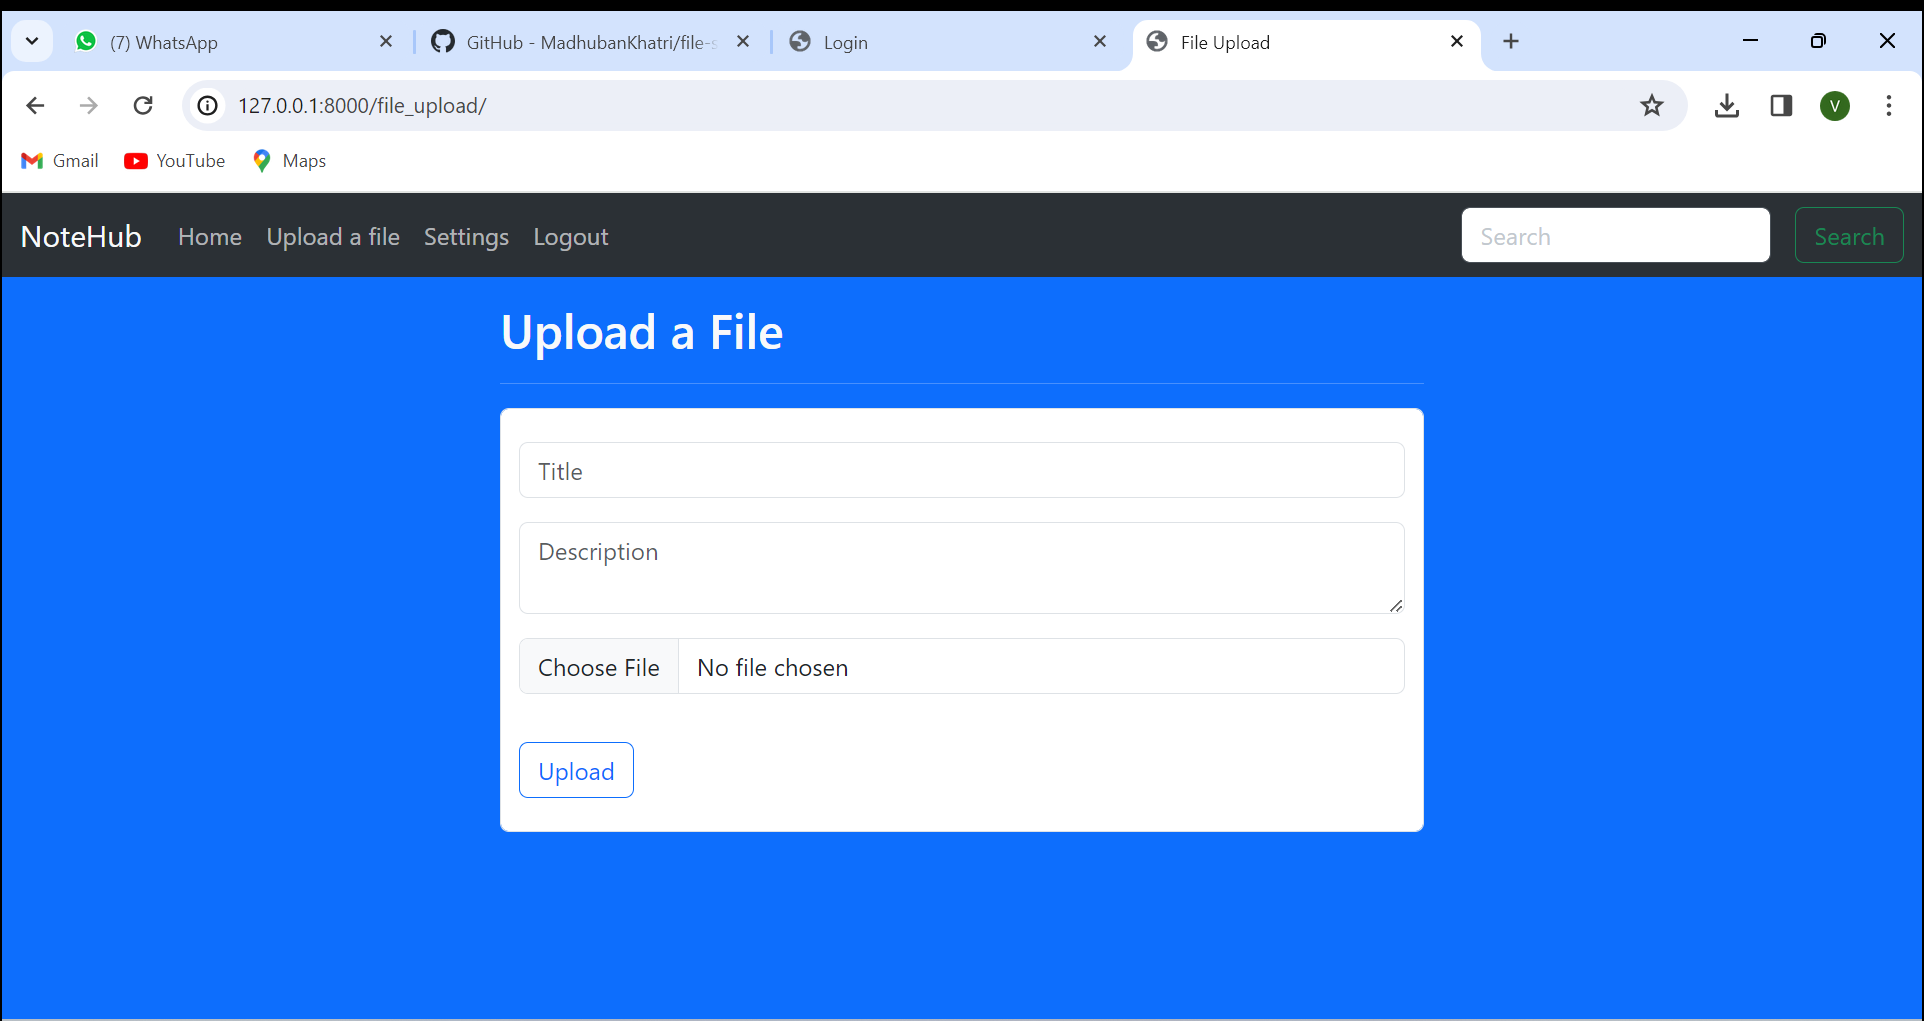 (7) WhatsApp
GitHub - MadhubanKhatri/file-s
Login
File Upload
127.0.0.1:8000/file_upload/
V
Gmail YouTube Maps
NoteHub Home Upload a file Settings Logout Search Search
Upload a File
Title
Description
Choose File No file chosen
Upload